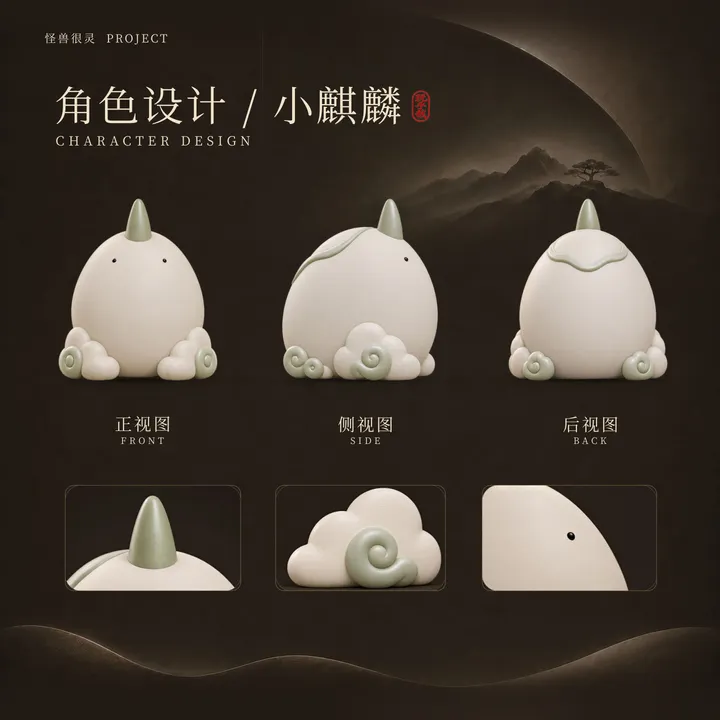 怪兽很灵 PROJECT
角色设计 / 小麒麟
CHARACTER DESIGN
正视图
FRONT
侧视图
SIDE
后视图
BACK